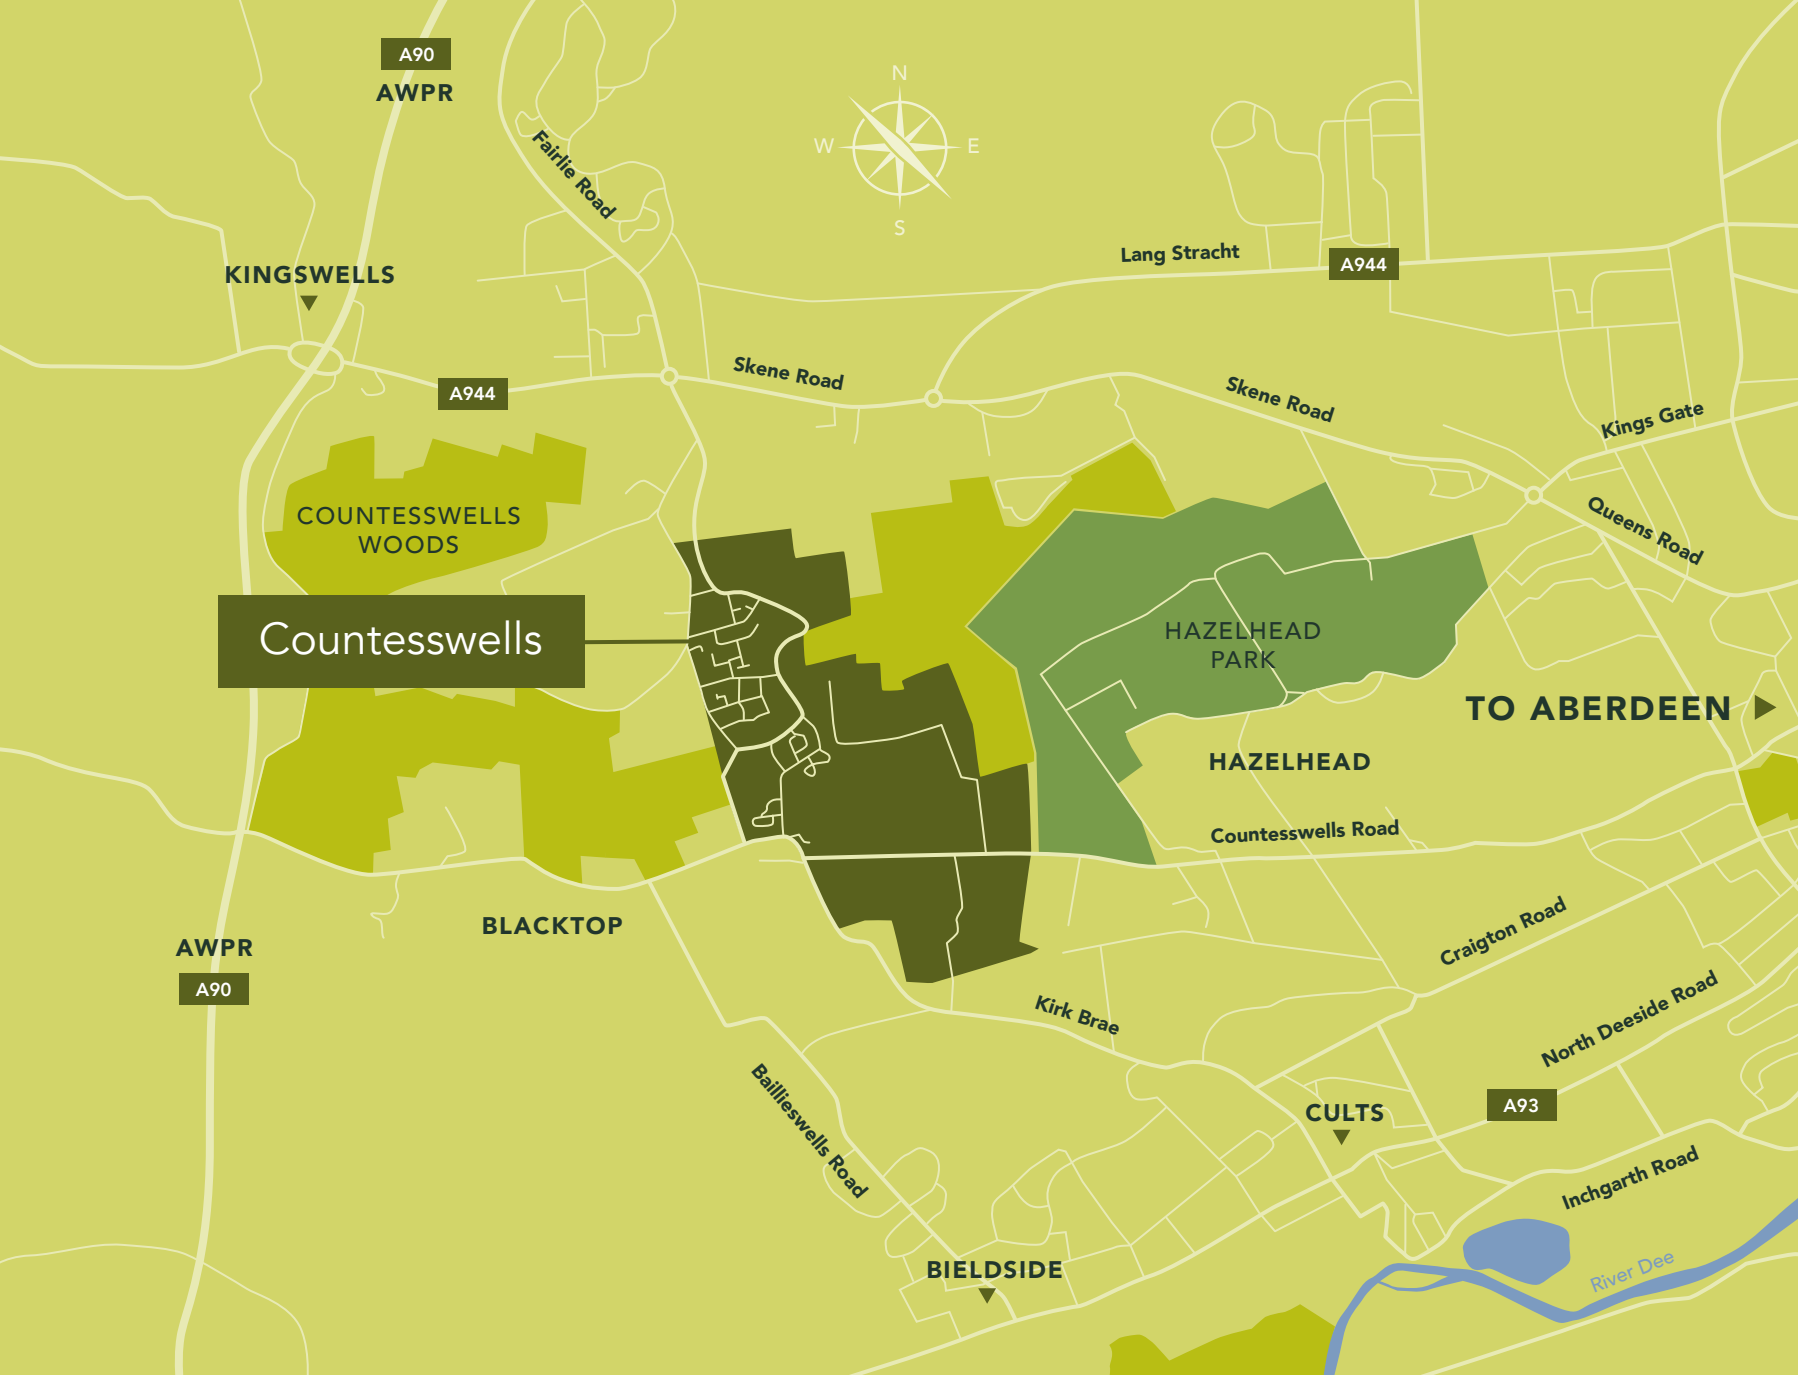 A90
AWPR
N
W
E
S
Fairlie Road
Lang Stracht
A944
KINGSWELLS
A944
Skene Road
Skene Road
Kings Gate
Queens Road
COUNTESSWELLS
WOODS
Countesswells
HAZELHEAD
PARK
TO ABERDEEN
HAZELHEAD
Countesswells Road
BLACKTOP
AWPR
A90
Craigton Road
North Deeside Road
Kirk Brae
Baillieswells Road
CULTS
A93
Inchgarth Road
BIELDSIDE
River Dee